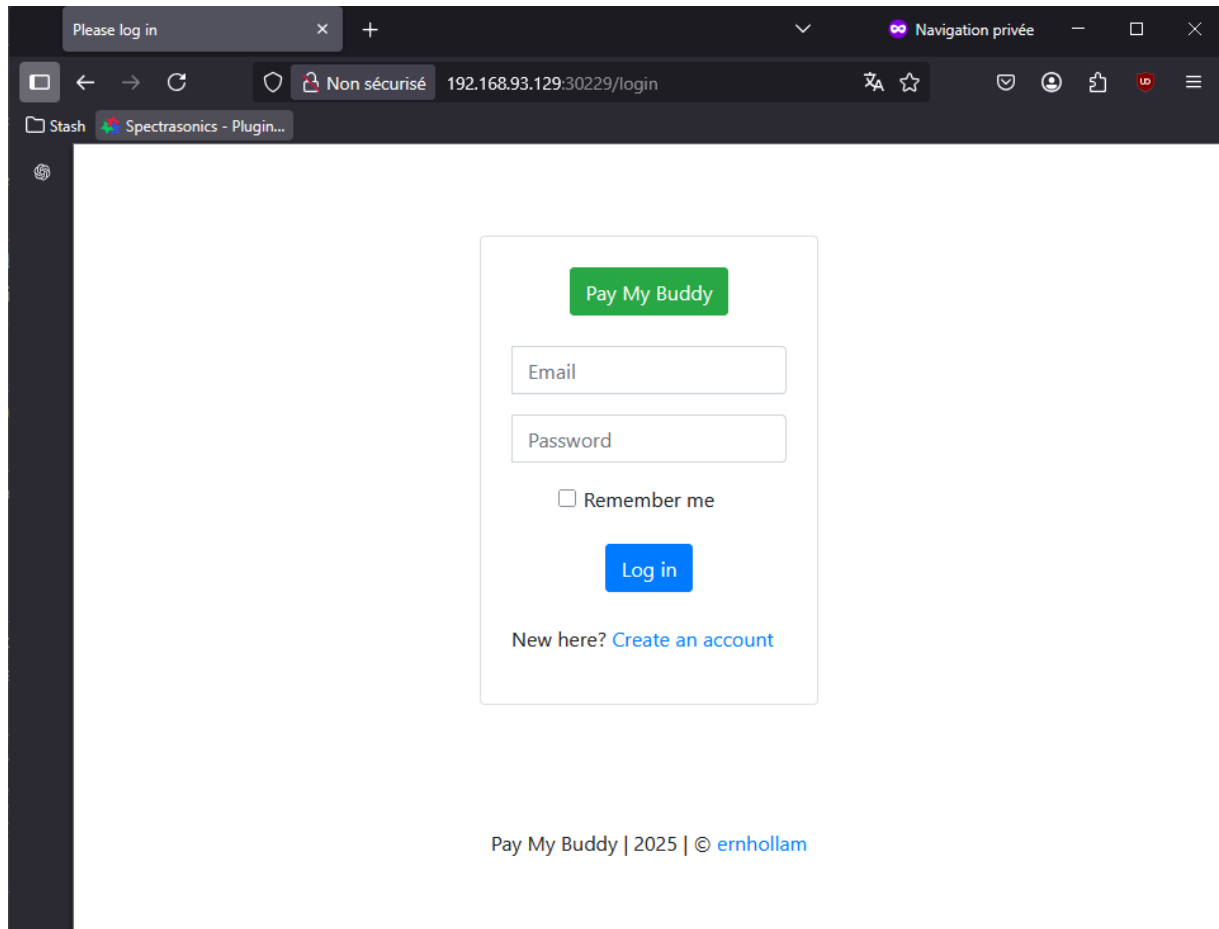 Please log in
Navigation privée
Non sécurisé 192.168.93.129:30229/login
Stash Spectrasonics - Plugin...
Pay My Buddy
Email
Password
Remember me
Log in
New here? Create an account
Pay My Buddy | 2025 | © ernhollam